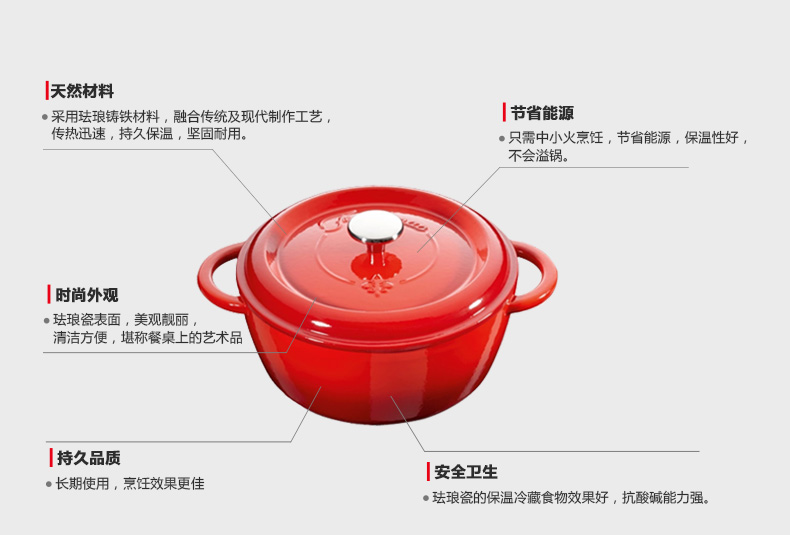 天然材料
采用珐琅铸铁材料，融合传统及现代制作工艺，
传热迅速，持久保温，坚固耐用。
节省能源
只需中小火烹饪，节省能源，保温性好，
不会溢锅。
时尚外观
珐琅瓷表面，美观靓丽，
清洁方便，堪称餐桌上的艺术品
持久品质
长期使用，烹饪效果更佳
安全卫生
珐琅瓷的保温冷藏食物效果好，抗酸碱能力强。